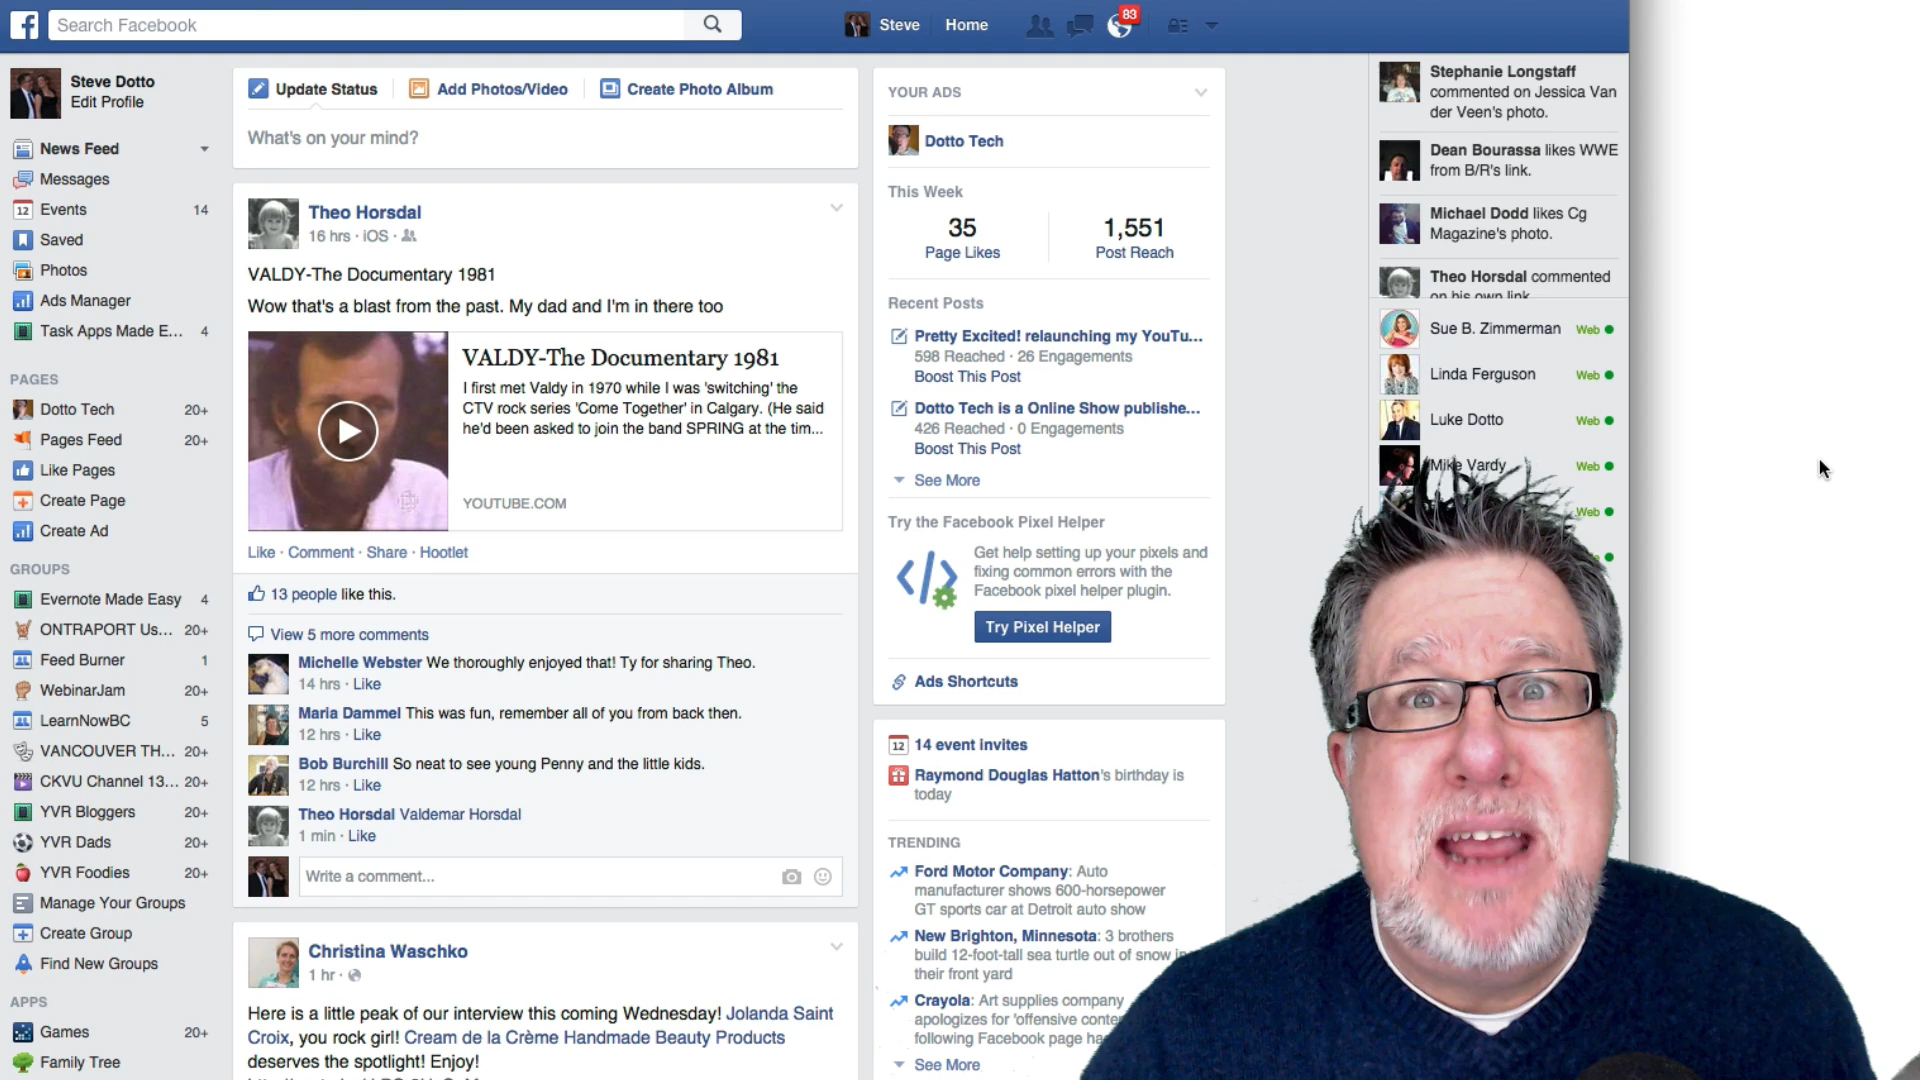 Search Facebook
Steve
Home
83
Steve Dotto
Edit Profile
News Feed
Messages
12
Events
14
Saved
Photos
Ads Manager
Task Apps Made E...
4
PAGES
Dotto Tech
20+
Pages Feed
20+
Like Pages
Create Page
Create Ad
GROUPS
Evernote Made Easy
4
ONTRAPORT Us...
20+
Feed Burner
1
WebinarJam
20+
LearnNowBC
5
VANCOUVER TH...
20+
CKVU Channel 13...
20+
YVR Bloggers
20+
YVR Dads
20+
YVR Foodies
20+
Manage Your Groups
Create Group
Find New Groups
APPS
Games
20+
Family Tree
Update Status
Add Photos/Video
Create Photo Album
What's on your mind?
Theo Horsdal
16 hrs · iOS ·
VALDY-The Documentary 1981
Wow that's a blast from the past. My dad and I'm in there too
VALDY-The Documentary 1981
I first met Valdy in 1970 while I was 'switching' the
CTV rock series 'Come Together' in Calgary. (He said
he'd been asked to join the band SPRING at the tim...
YOUTUBE.COM
Like · Comment · Share · Hootlet
13 people like this.
View 5 more comments
Michelle Webster We thoroughly enjoyed that! Ty for sharing Theo.
14 hrs · Like
Maria Dammel This was fun, remember all of you from back then.
12 hrs · Like
Bob Burchill So neat to see young Penny and the little kids.
12 hrs · Like
Theo Horsdal Valdemar Horsdal
1 min · Like
Write a comment...
Christina Waschko
1 hr ·
Here is a little peak of our interview this coming Wednesday! Jolanda Saint
Croix, you rock girl! Cream de la Crème Handmade Beauty Products
deserves the spotlight! Enjoy!
YOUR ADS
Dotto Tech
This Week
35
Page Likes
1,551
Post Reach
Recent Posts
Pretty Excited! relaunching my YouTu...
598 Reached · 26 Engagements
Boost This Post
Dotto Tech is a Online Show publishe...
426 Reached · 0 Engagements
Boost This Post
See More
Try the Facebook Pixel Helper
Get help setting up your pixels and
fixing common errors with the
Facebook pixel helper plugin.
Try Pixel Helper
Ads Shortcuts
12
14 event invites
Raymond Douglas Hatton's birthday is
today
TRENDING
Ford Motor Company: Auto
manufacturer shows 600-horsepower
GT sports car at Detroit auto show
New Brighton, Minnesota: 3 brothers
build 12-foot-tall sea turtle out of snow in
their front yard
Crayola: Art supplies company
apologizes for 'offensive
following Facebook page
See More
Stephanie Longstaff
commented on Jessica Van
der Veen's photo.
Dean Bourassa likes WWE
from B/R's link.
Michael Dodd likes Cg
Magazine's photo.
Theo Horsdal commented
on his own link
Sue B. Zimmerman
Web
Linda Ferguson
Web
Luke Dotto
Web
Mike Vardy
Web
Web